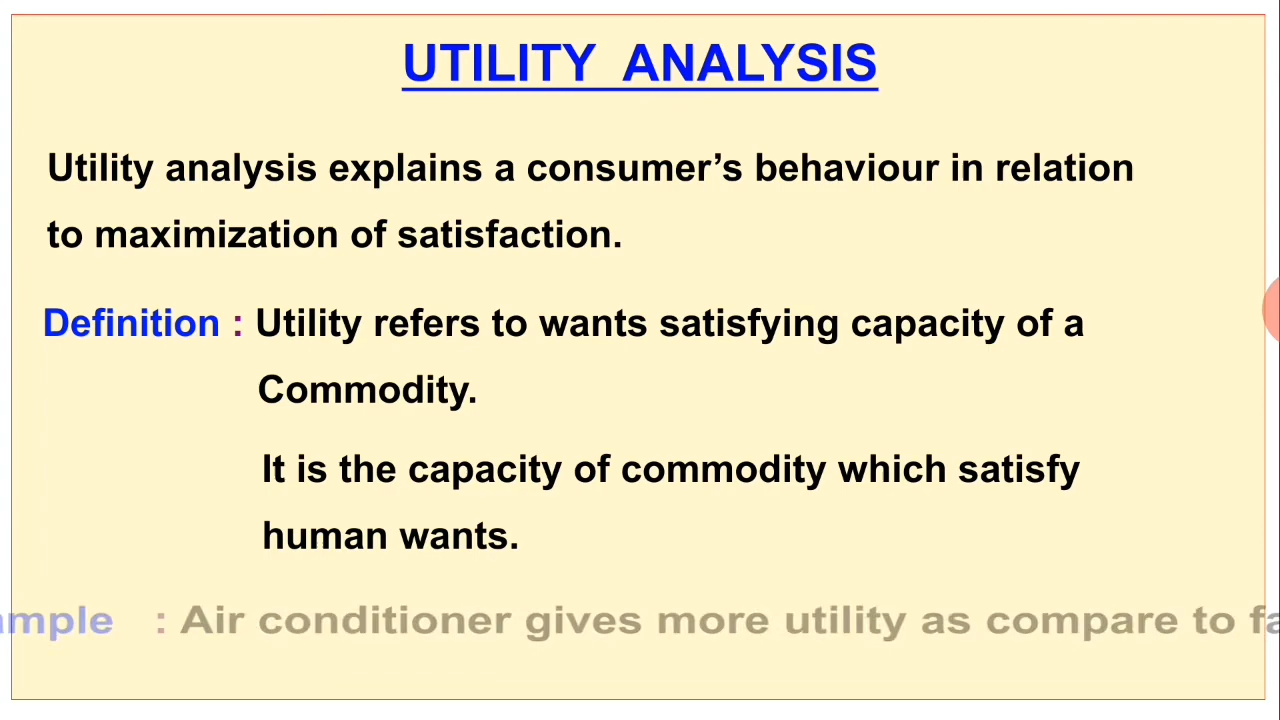 UTILITY ANALYSIS
Utility analysis explains a consumer’s behaviour in relation
to maximization of satisfaction.
Definition : Utility refers to wants satisfying capacity of a
Commodity.
It is the capacity of commodity which satisfy
human wants.
: Air conditioner gives more utility as compare to